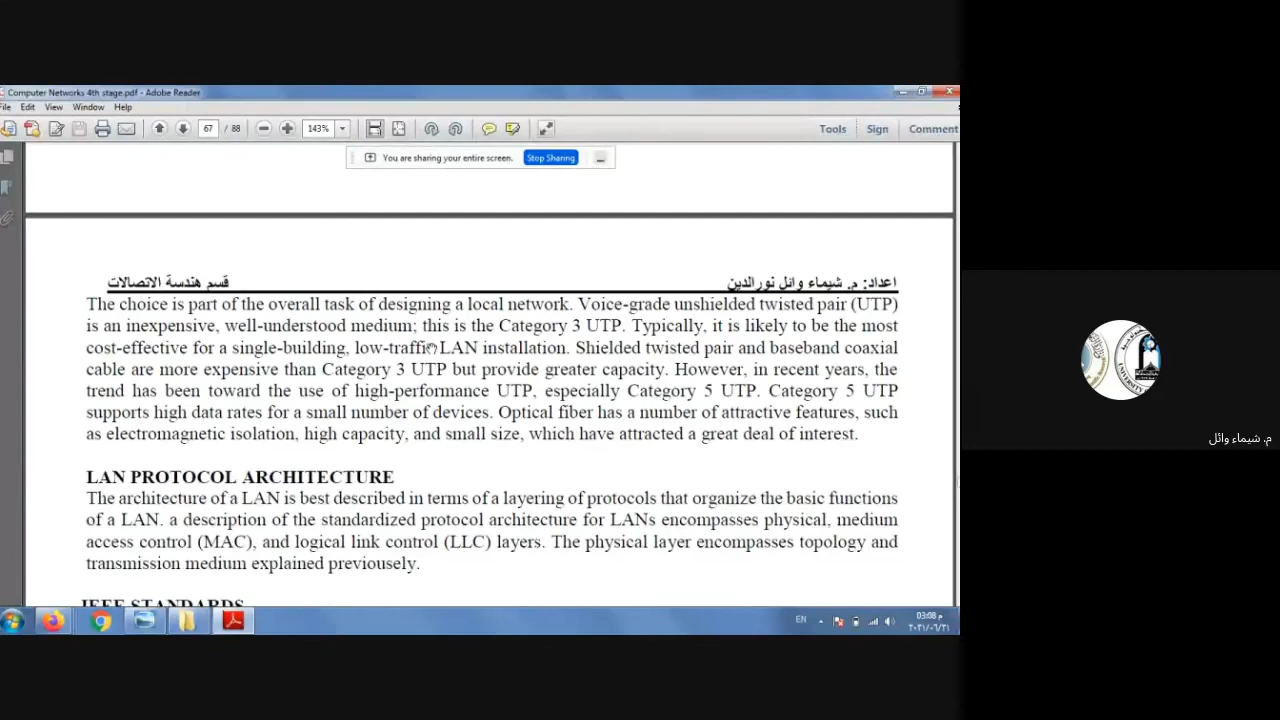 Computer Networks 4th stage.pdf - Adobe Reader
File Edit View Window Help
67 / 88 143% Tools Sign Comment
You are sharing your entire screen. Stop Sharing
اعداد: م. شيماء وائل نورالدين قسم هندسة الاتصالات
The choice is part of the overall task of designing a local network. Voice-grade unshielded twisted pair (UTP)
is an inexpensive, well-understood medium; this is the Category 3 UTP. Typically, it is likely to be the most
cost-effective for a single-building, low-traffic LAN installation. Shielded twisted pair and baseband coaxial
cable are more expensive than Category 3 UTP but provide greater capacity. However, in recent years, the
trend has been toward the use of high-performance UTP, especially Category 5 UTP. Category 5 UTP
supports high data rates for a small number of devices. Optical fiber has a number of attractive features, such
as electromagnetic isolation, high capacity, and small size, which have attracted a great deal of interest.
LAN PROTOCOL ARCHITECTURE
The architecture of a LAN is best described in terms of a layering of protocols that organize the basic functions
of a LAN. a description of the standardized protocol architecture for LANs encompasses physical, medium
access control (MAC), and logical link control (LLC) layers. The physical layer encompasses topology and
transmission medium explained previousely.
IEEE STANDARDS
EN
03:08 م
٢٠٢١/٠٦/٢١
م. شيماء وائل